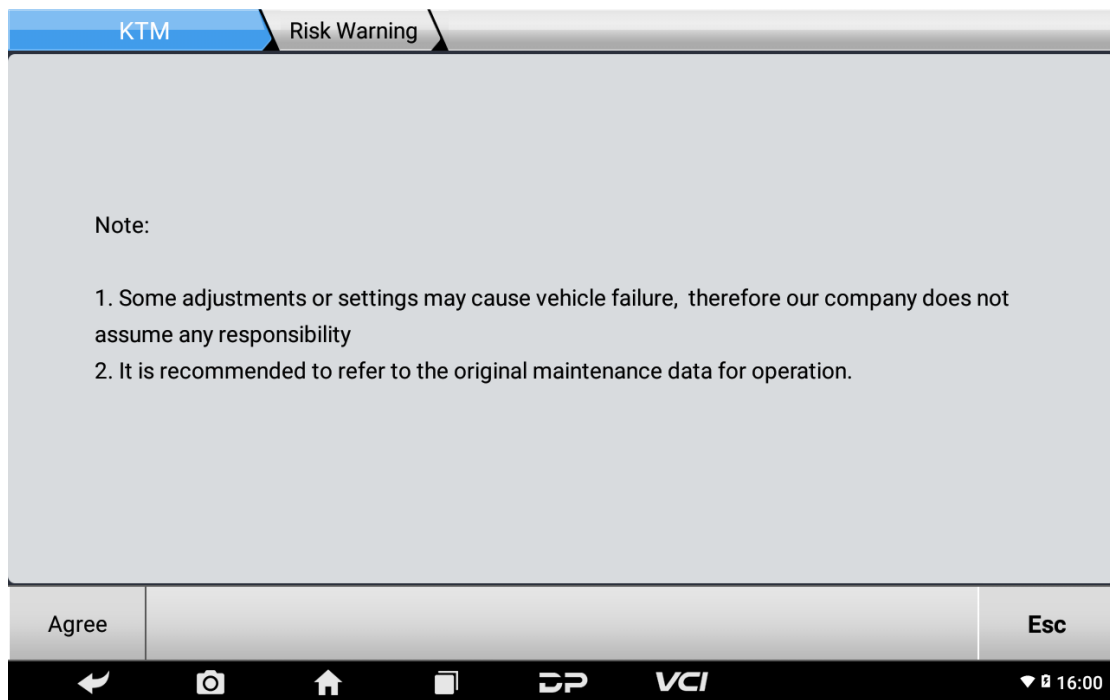 KTM
Risk Warning
Note:
1. Some adjustments or settings may cause vehicle failure,  therefore our company does not
assume any responsibility
2. It is recommended to refer to the original maintenance data for operation.
Agree
Esc
DP
VCI
16:00